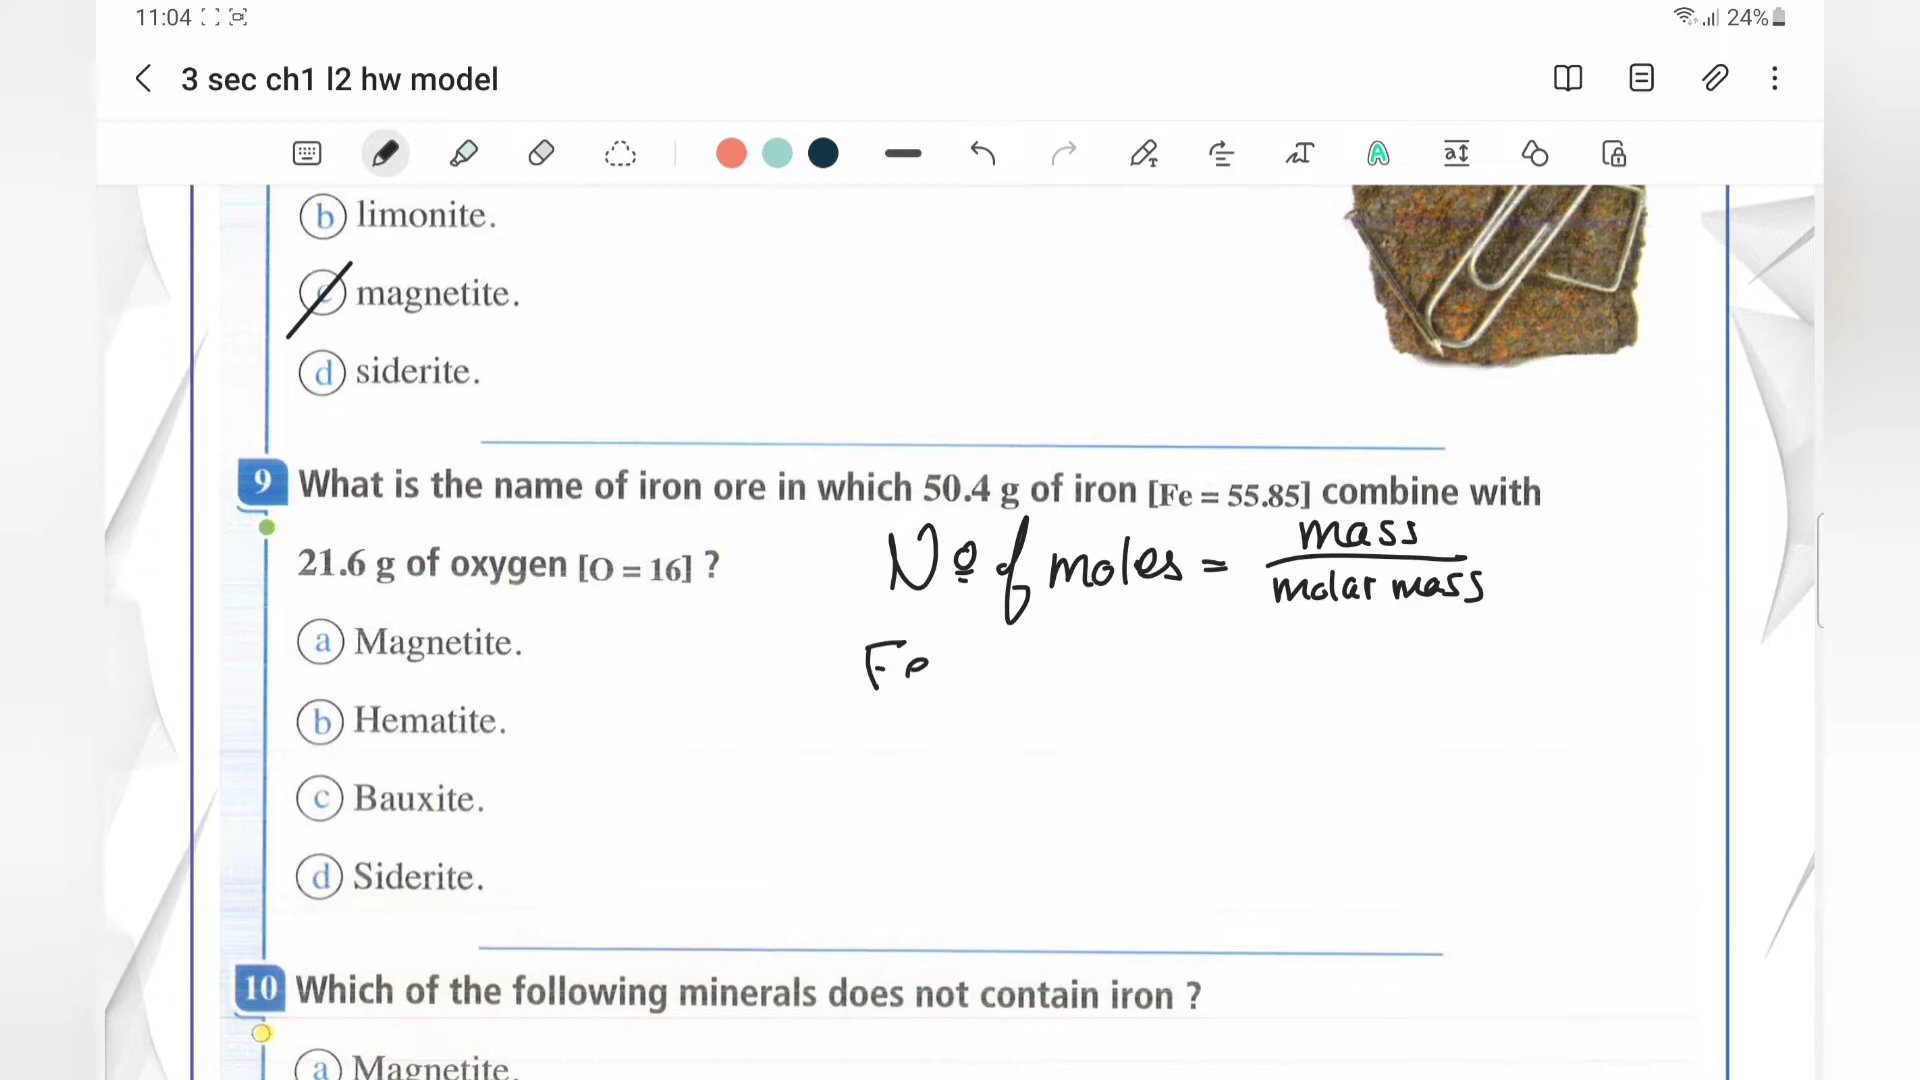 11:04 24%
3 sec ch1 l2 hw model
b limonite.
c magnetite.
d siderite.
9 What is the name of iron ore in which 50.4 g of iron [Fe = 55.85] combine with
21.6 g of oxygen [O = 16] ?
No of moles = mass
molar mass
a Magnetite.
Fe
b Hematite.
c Bauxite.
d Siderite.
10 Which of the following minerals does not contain iron ?
a Magnetite.